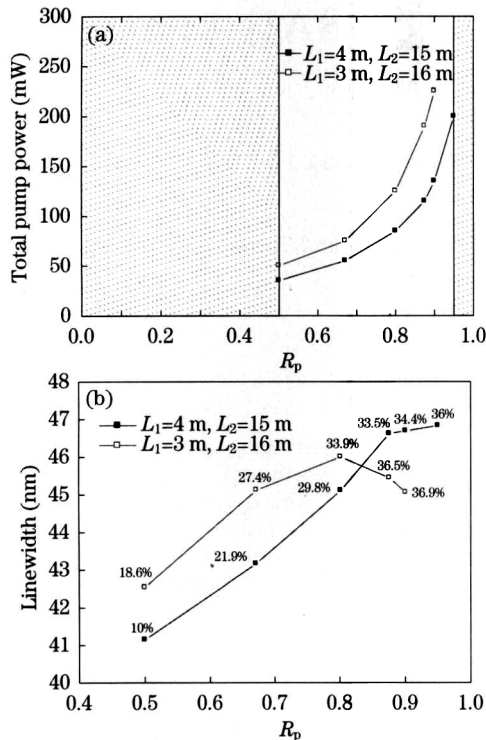 (a)
L1=4 m, L2=15 m
L1=3 m, L2=16 m
Total pump power (mW)
300
250
200
150
100
50
0
0.0 0.2 0.4 0.6 0.8 1.0
Rp
(b)
L1=4 m, L2=15 m
L1=3 m, L2=16 m
Linewidth (nm)
48
47
46
45
44
43
42
41
40
33.5% 34.4% 36%
33.9%
36.5%
27.4%
29.8%
36.9%
21.9%
18.6%
10%
0.4 0.5 0.6 0.7 0.8 0.9 1.0
Rp